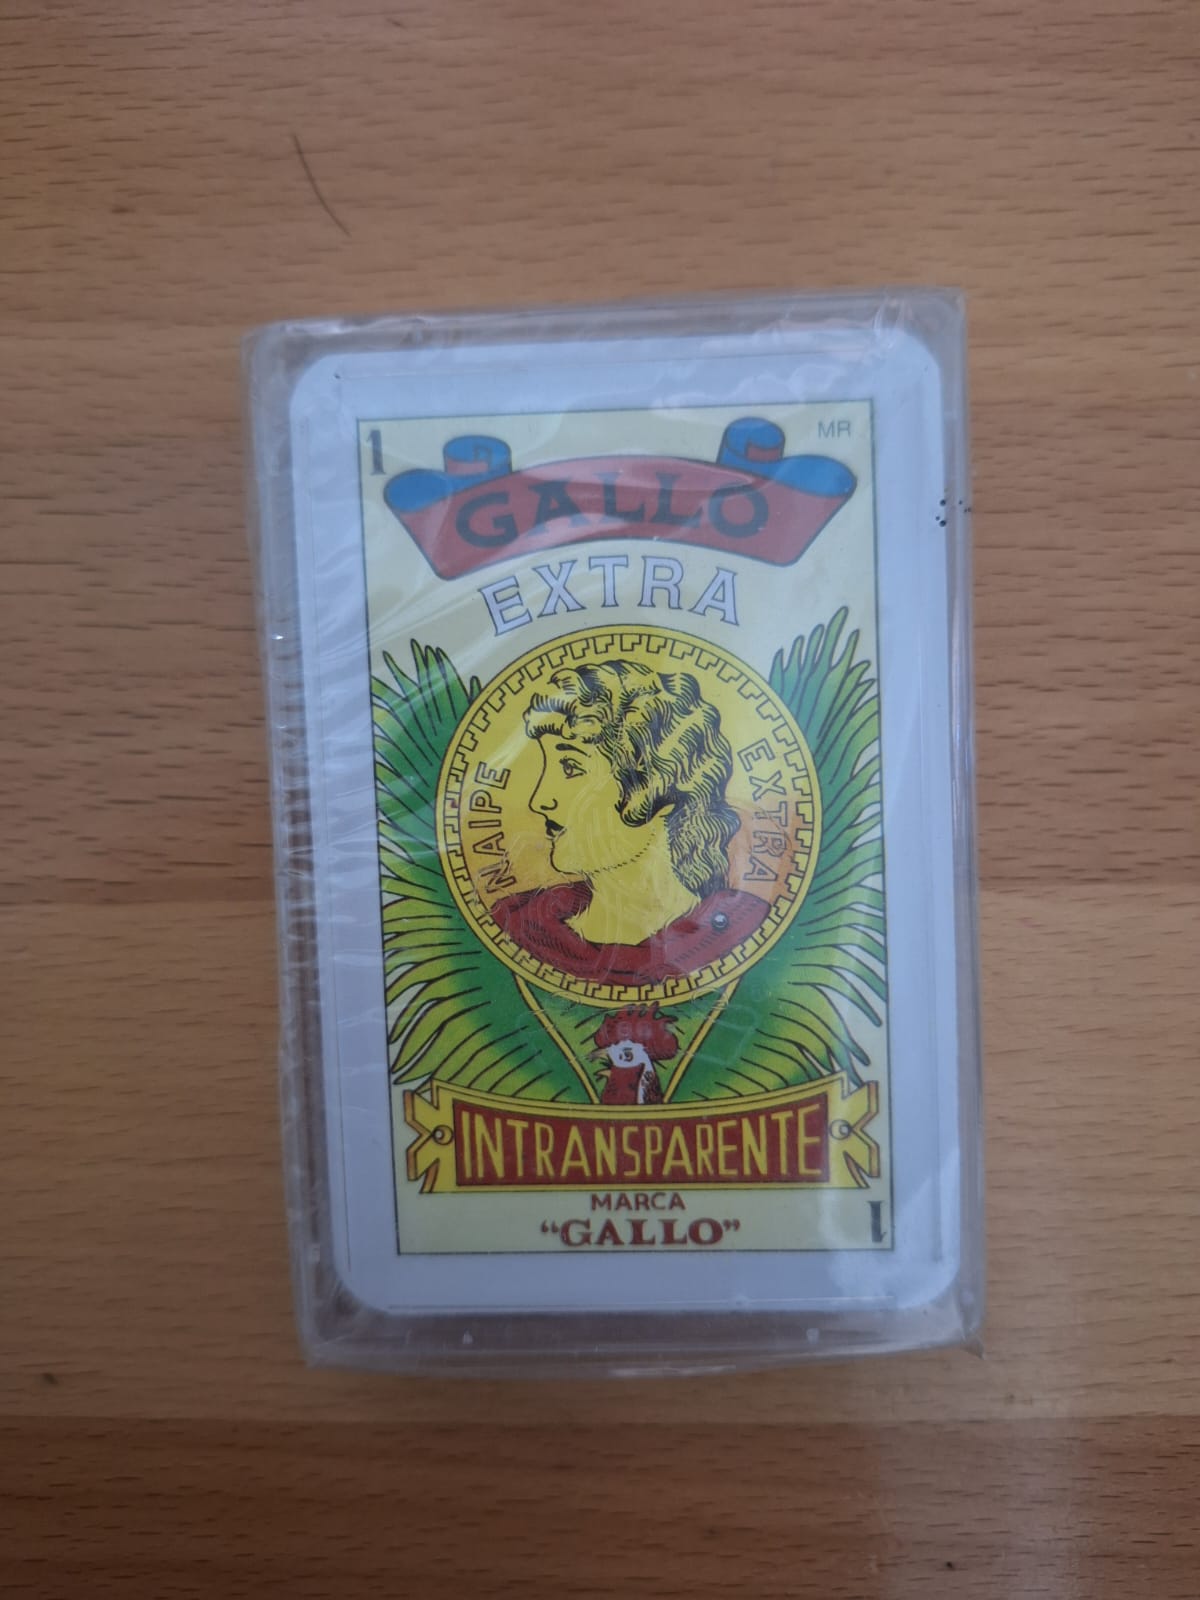 1
MR
GALLO
EXTRA
NAIPE
EXTRA
INTRANSPARENTE
MARCA
“GALLO”
1